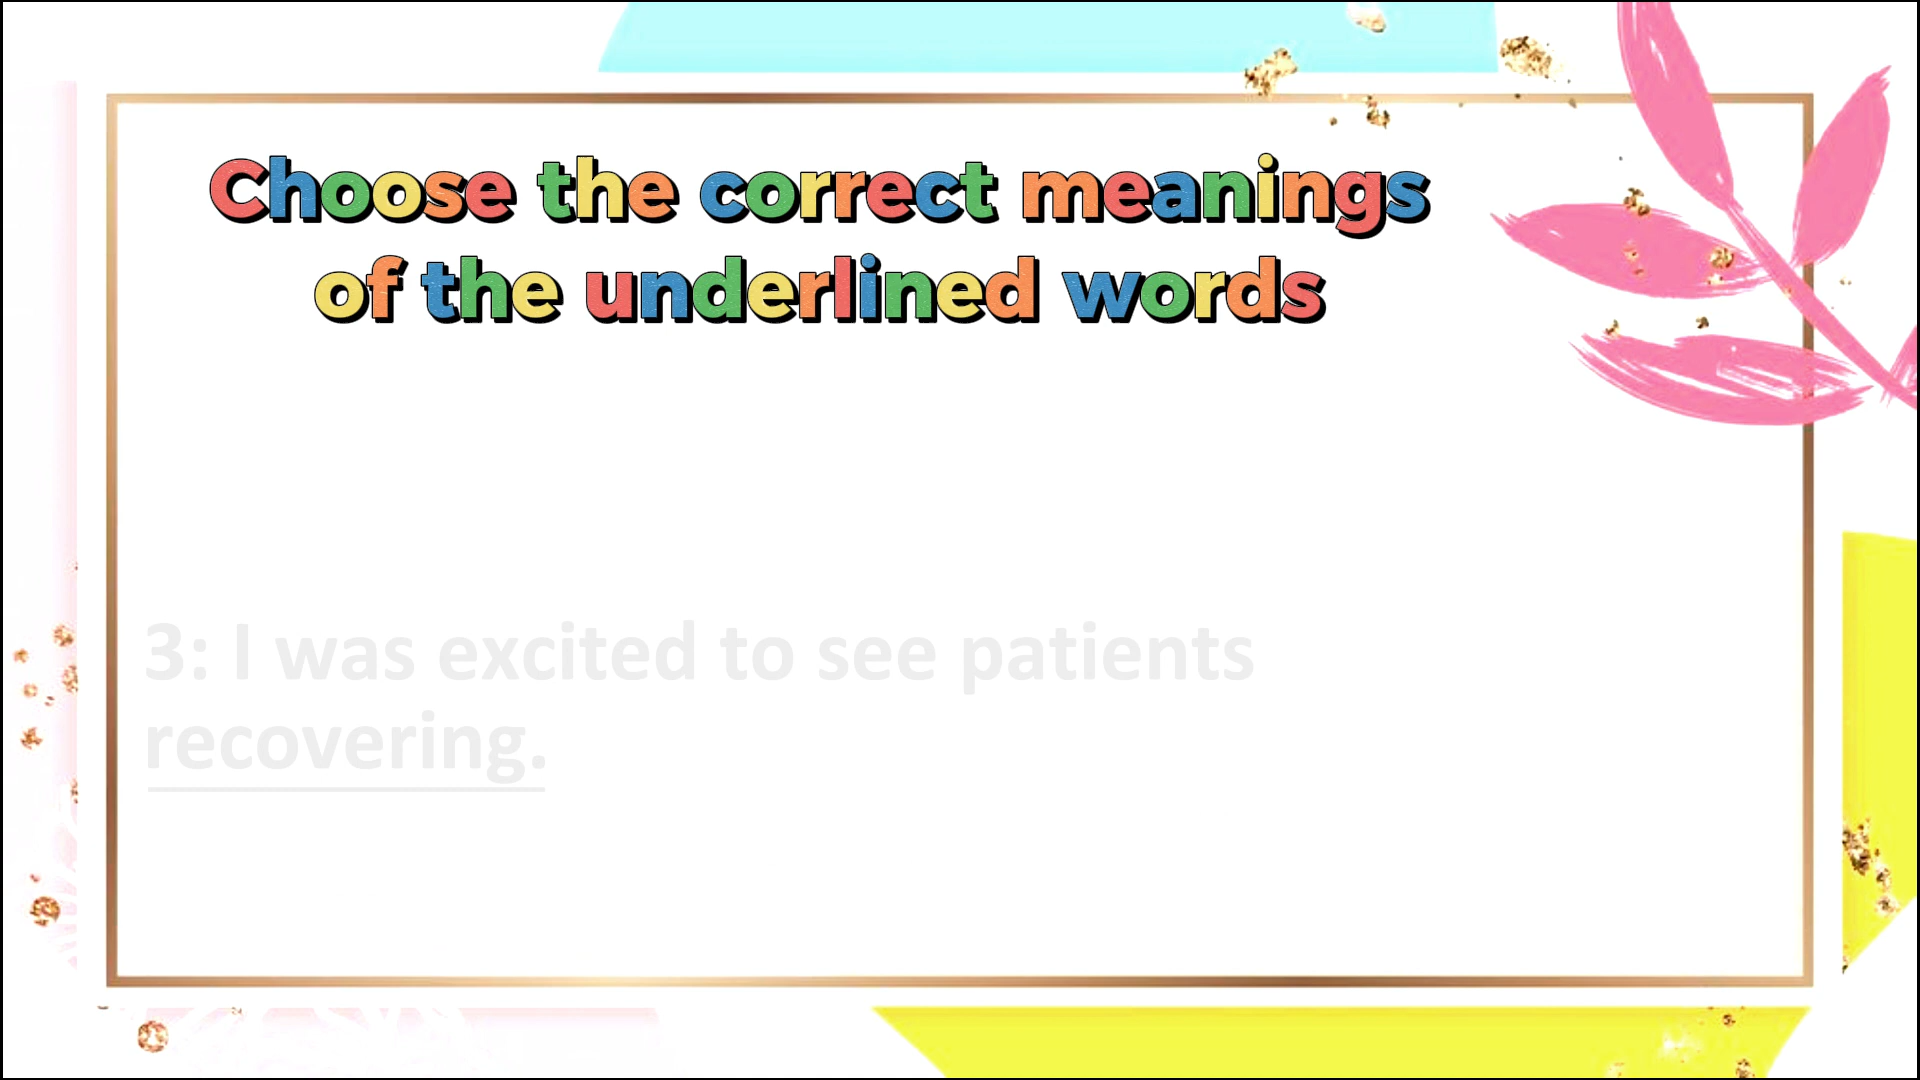 Choose the correct meanings
of the underlined words
3: I was excited to see patients
recovering.